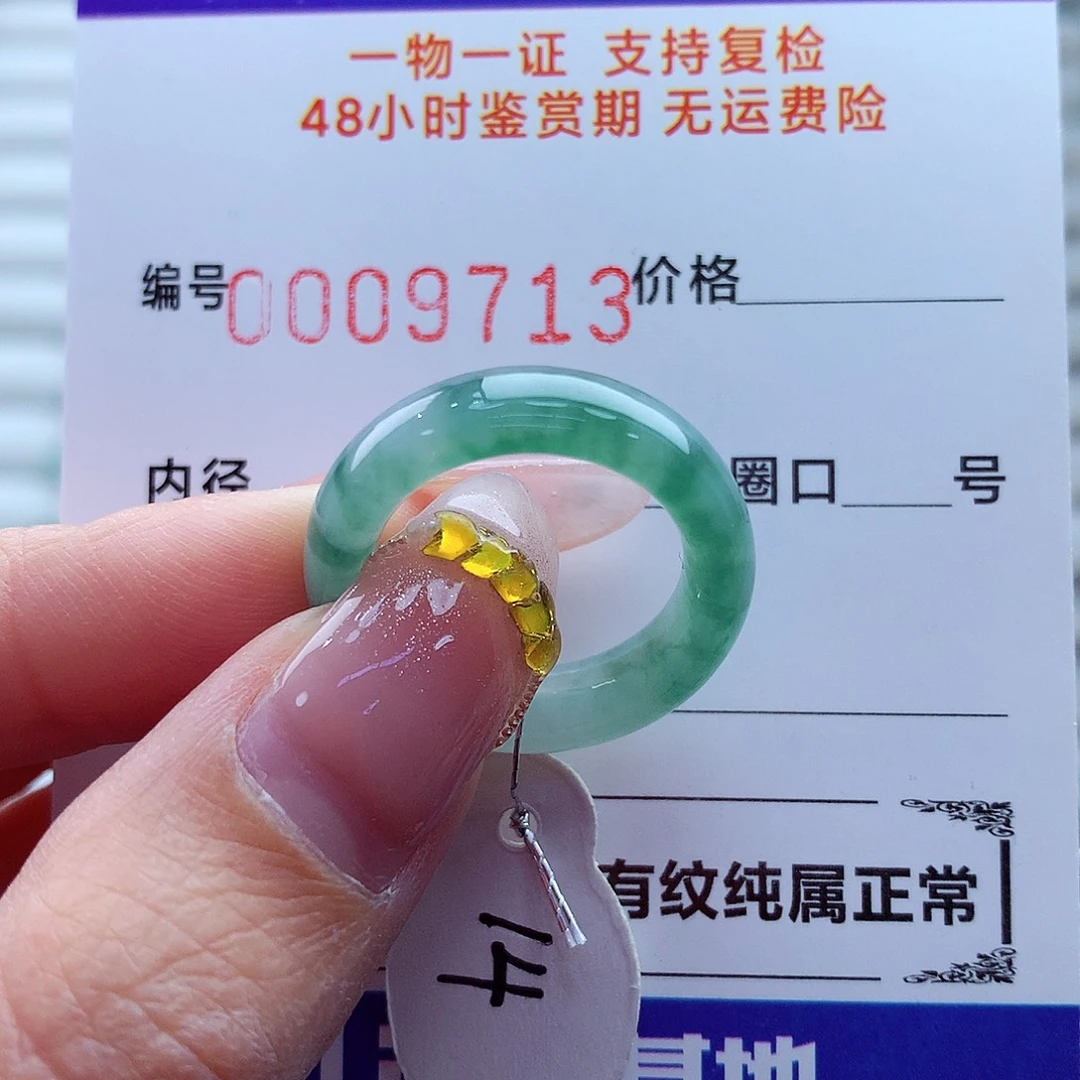 一物一证 支持复检
48小时鉴赏期 无运费险
编号0009713价格
内径 圈口 号
有纹纯属正常
14
基地